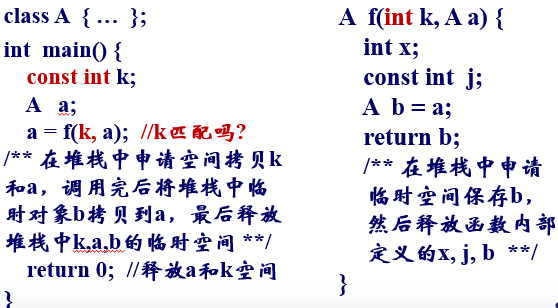 class A { … };
int main() {
const int k;
A a;
a = f(k, a); //k匹配吗?
/** 在堆栈中申请空间拷贝k
和a，调用完后将堆栈中临
时对象b拷贝到a，最后释放
堆栈中k,a,b的临时空间 **/
return 0; //释放a和k空间
}
A f(int k, A a) {
int x;
const int j;
A b = a;
return b;
/** 在堆栈中申请
临时空间保存b，
然后释放函数内部
定义的x, j, b **/
}